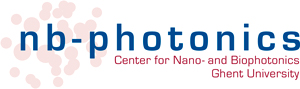 nb-photonics
Center for Nano- and Biophotonics
Ghent University